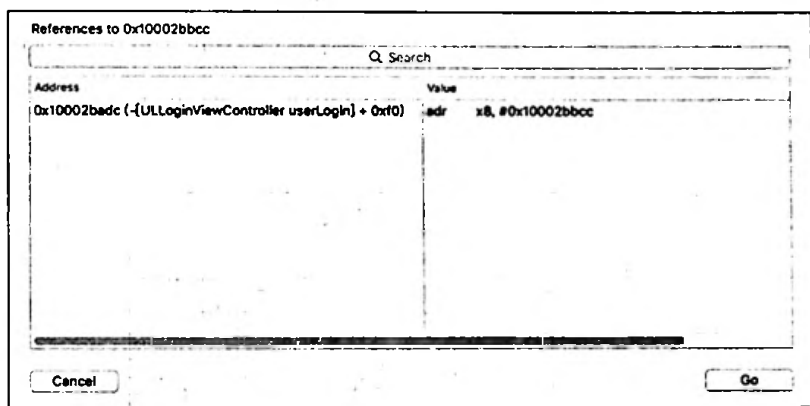 References to 0x10002bbcc
Search
Address Value
0x10002badc (-[ULLoginViewController userLogin] + 0xf0) adr x8, #0x10002bbcc
Cancel Go